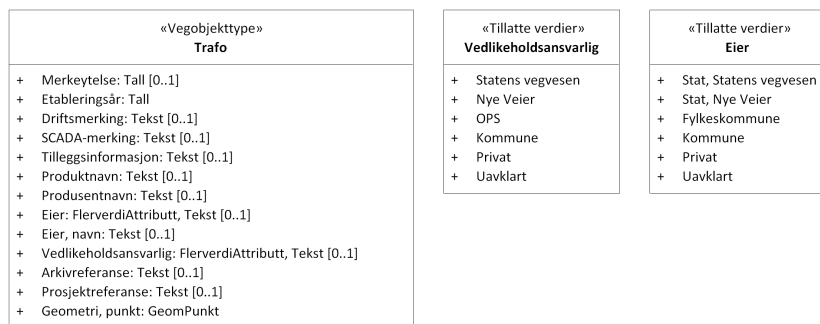 «Vegobjekttype»
Trafo
+ Merkeytelse: Tall [0..1]
+ Etableringsår: Tall
+ Driftsmerking: Tekst [0..1]
+ SCADA-merking: Tekst [0..1]
+ Tilleggsinformasjon: Tekst [0..1]
+ Produktnavn: Tekst [0..1]
+ Produsentnavn: Tekst [0..1]
+ Eier: FlerverdiAttributt, Tekst [0..1]
+ Eier, navn: Tekst [0..1]
+ Vedlikeholdsansvarlig: FlerverdiAttributt, Tekst [0..1]
+ Arkivreferanse: Tekst [0..1]
+ Prosjektreferanse: Tekst [0..1]
+ Geometri, punkt: GeomPunkt
«Tillatte verdier»
Vedlikeholdsansvarlig
+ Statens vegvesen
+ Nye Veier
+ OPS
+ Kommune
+ Privat
+ Uavklart
«Tillatte verdier»
Eier
+ Stat, Statens vegvesen
+ Stat, Nye Veier
+ Fylkeskommune
+ Kommune
+ Privat
+ Uavklart